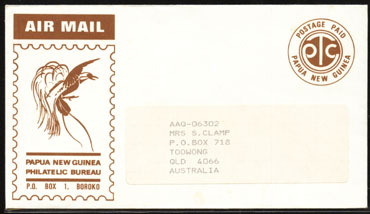 AIR MAIL
POSTAGE PAID
PTC
PAPUA NEW GUINEA
AAG-06302
MRS S.CLAMP
P.O.BOX 718
TOOWONG
QLD 4066
AUSTRALIA
PAPUA NEW GUINEA
PHILATELIC BUREAU
P.O. BOX 1, BOROKO